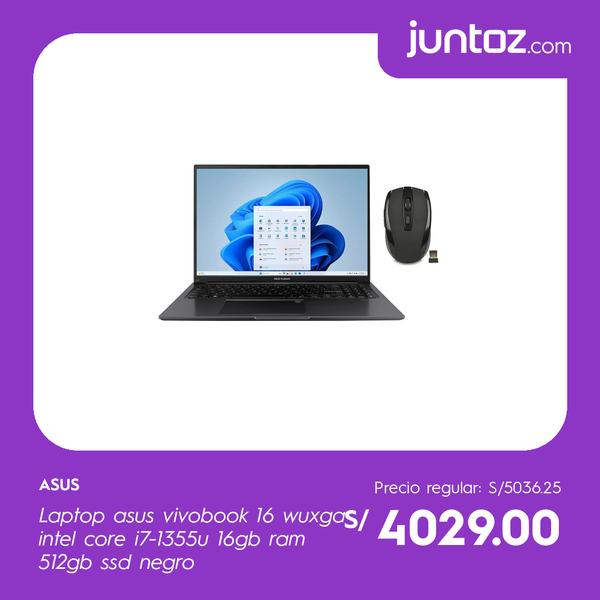 juntoz.com
ASUS
Precio regular: S/5036.25
Laptop asus vivobook 16 wuxga
intel core i7-1355u 16gb ram
512gb ssd negro
S/ 4029.00